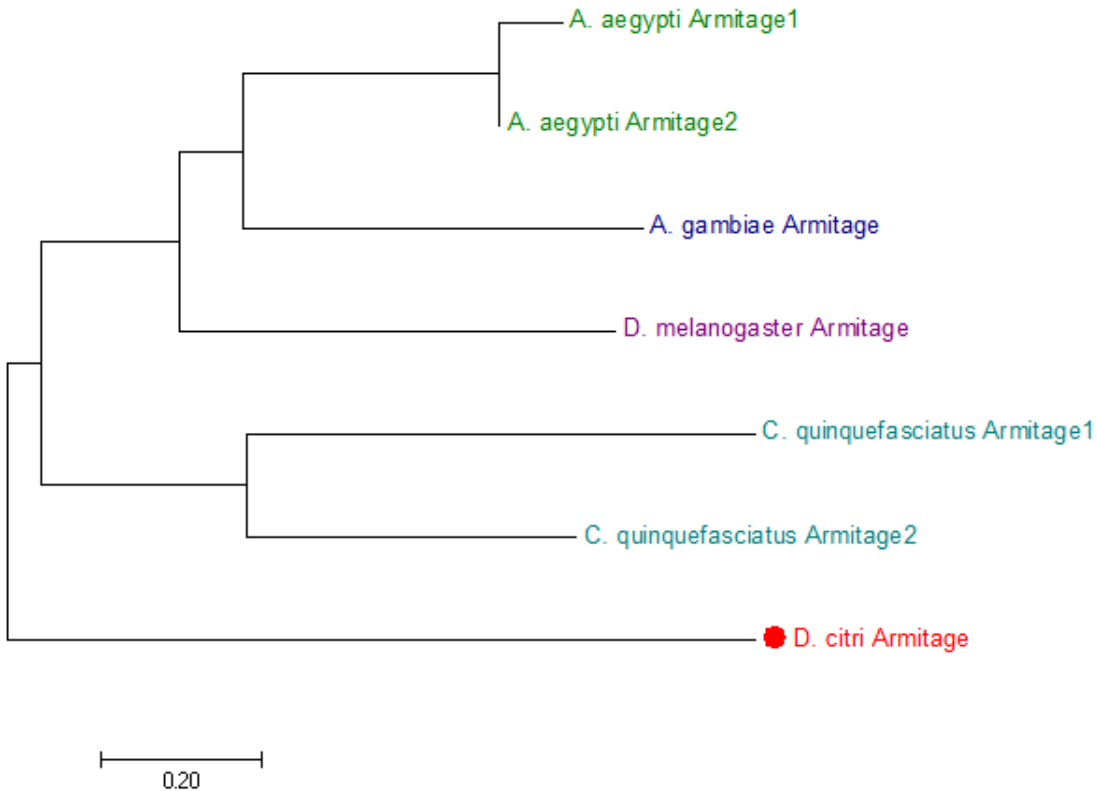 A. aegypti Armitage1
A. aegypti Armitage2
A. gambiae Armitage
D. melanogaster Armitage
C. quinquefasciatus Armitage1
C. quinquefasciatus Armitage2
D. citri Armitage
0.20